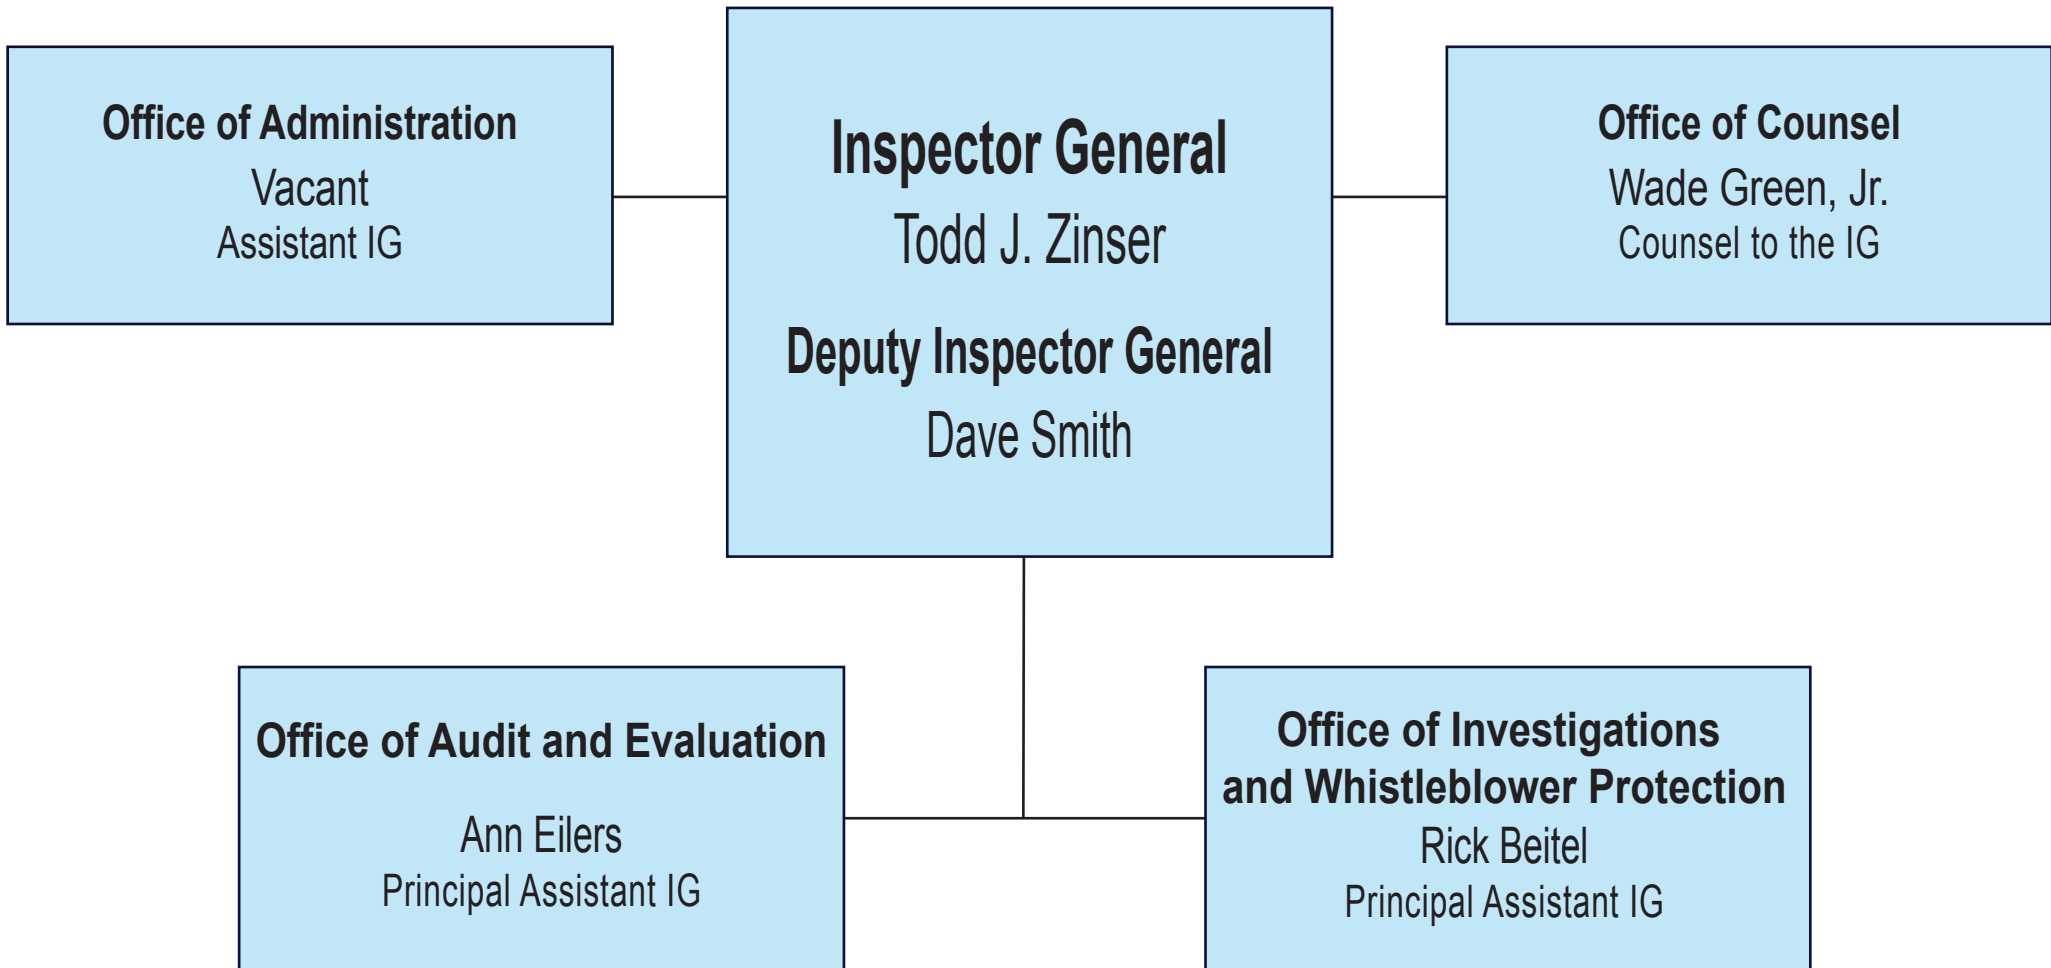 Office of Administration
Vacant
Assistant IG
Inspector General
Todd J. Zinser
Deputy Inspector General
Dave Smith
Office of Counsel
Wade Green, Jr.
Counsel to the IG
Office of Audit and Evaluation
Ann Eilers
Principal Assistant IG
Office of Investigations
and Whistleblower Protection
Rick Beitel
Principal Assistant IG